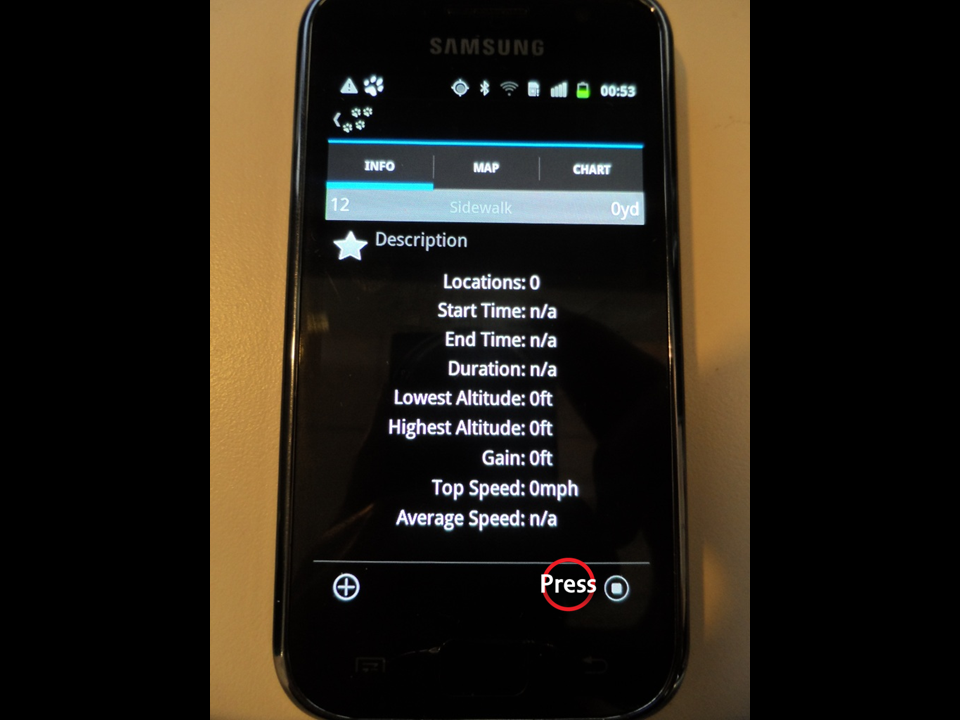 SAMSUNG
00:53
INFO MAP CHART
12 Sidewalk 0yd
Description
Locations: 0
Start Time: n/a
End Time: n/a
Duration: n/a
Lowest Altitude: 0ft
Highest Altitude: 0ft
Gain: 0ft
Top Speed: 0mph
Average Speed: n/a
Press